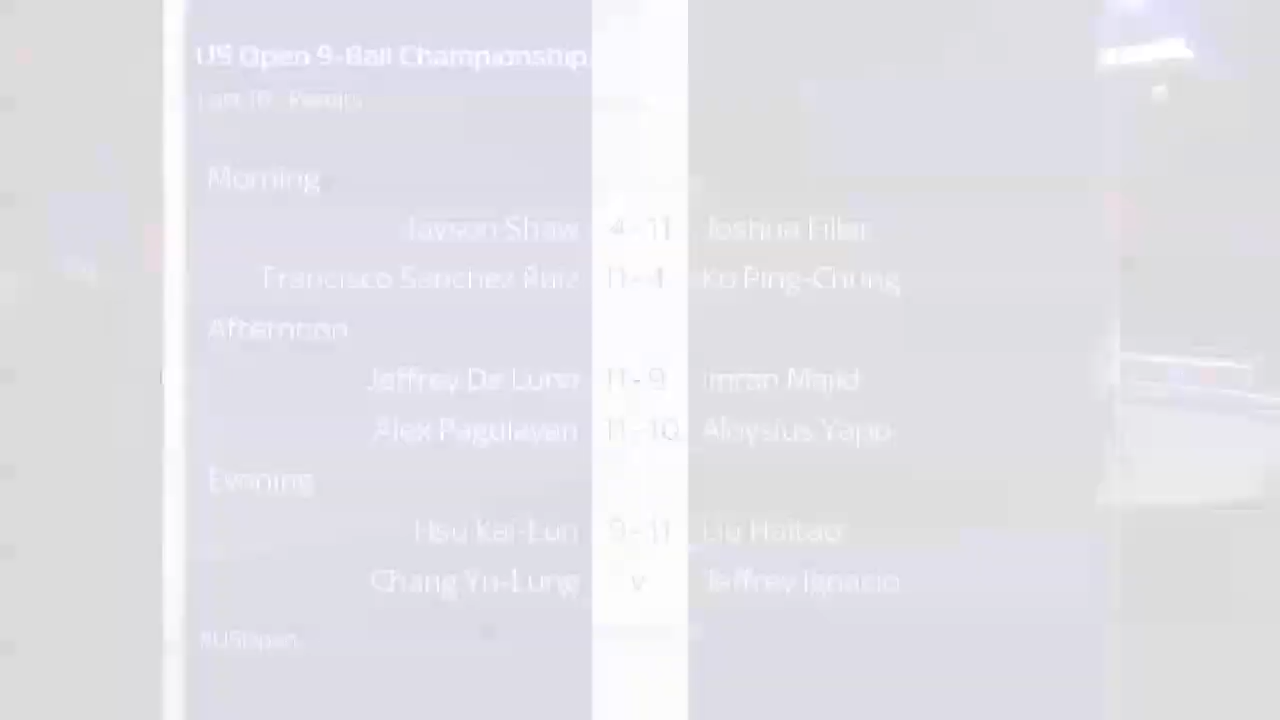 US Open 9-Ball Championship
Last 16 - Results
Morning
Jayson Shaw 4-11 Joshua Filler
Francisco Sanchez Ruiz 11-4 Ko Ping-Chung
Afternoon
Jeffrey De Luna 11-9 Imran Majid
Alex Pagulayan 11-10 Aloysius Yapp
Evening
Hsu Kai-Lun 9-11 Liu Haitao
Chang Yu-Lung v Jeffrey Ignacio
#USOpen